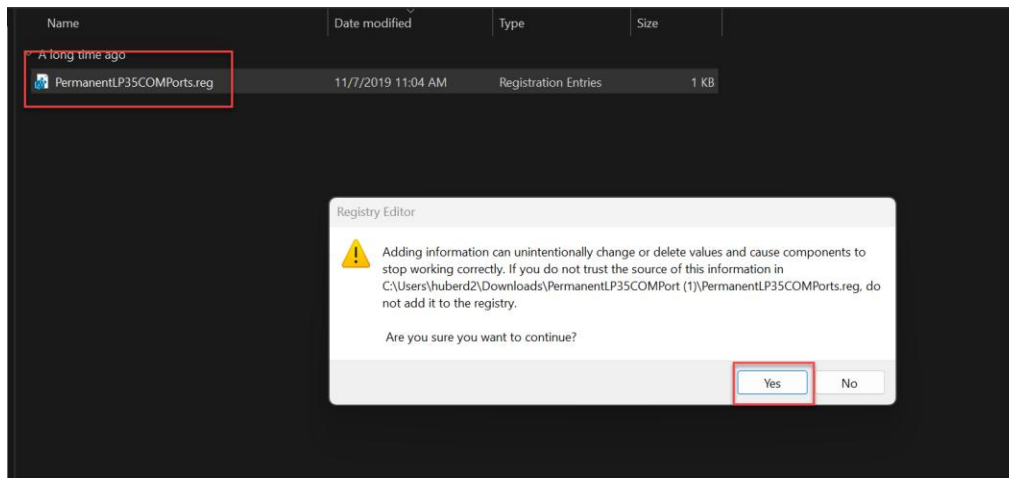 Name Date modified Type Size
A long time ago
PermanentLP35COMPorts.reg 11/7/2019 11:04 AM Registration Entries 1 KB
Registry Editor
Adding information can unintentionally change or delete values and cause components to
stop working correctly. If you do not trust the source of this information in
C:\Users\huberd2\Downloads\PermanentLP35COMPort (1)\PermanentLP35COMPorts.reg, do
not add it to the registry.
Are you sure you want to continue?
Yes No